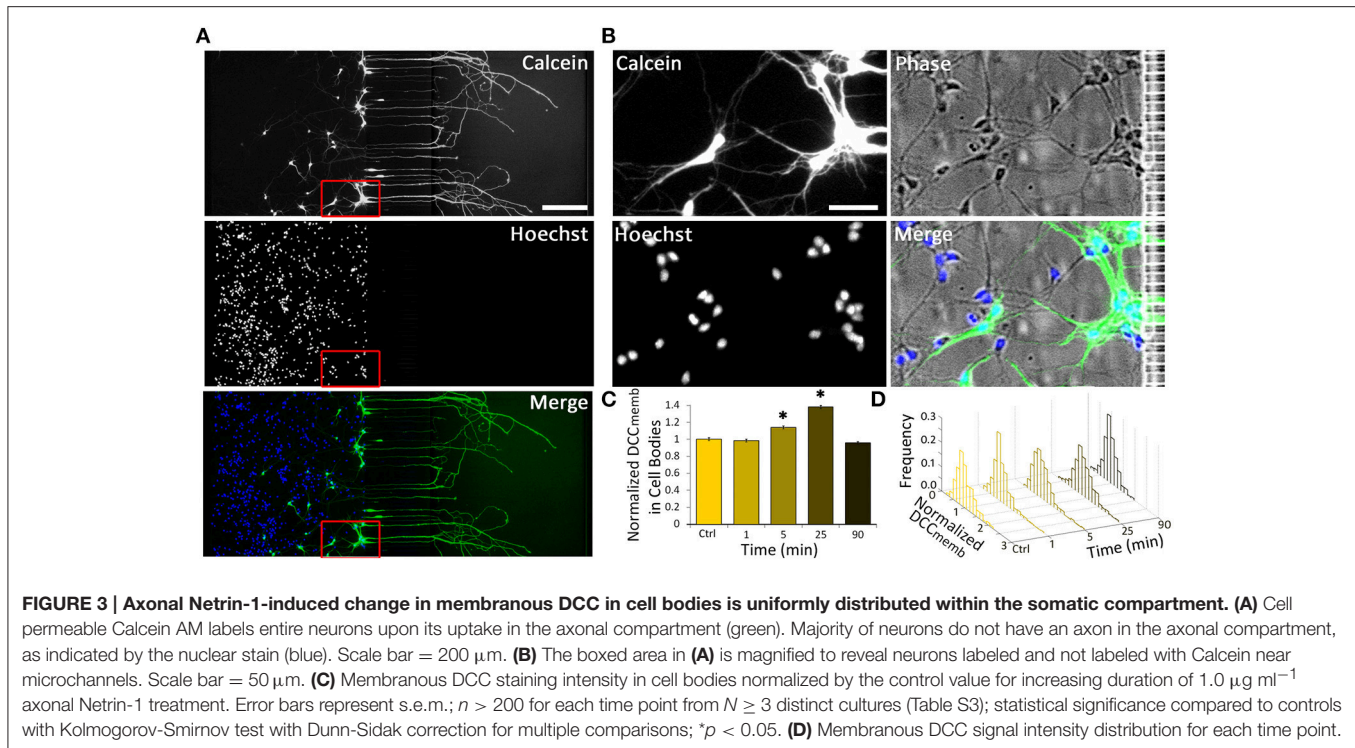 A
B
Calcein
Calcein
Phase
Hoechst
Hoechst
Merge
Merge
C
Normalized DCCmemb
in Cell Bodies
1.4
1.2
1
0.8
0.6
0.4
0.2
0
*
*
Ctrl 1 5 25 90
Time (min)
D
Frequency
0.3
0.2
0.1
0
0
1
2
3
Normalized
DCCmemb
Ctrl 1 5 25 90
Time (min)
FIGURE 3 | Axonal Netrin-1-induced change in membranous DCC in cell bodies is uniformly distributed within the somatic compartment. (A) Cell
permeable Calcein AM labels entire neurons upon its uptake in the axonal compartment (green). Majority of neurons do not have an axon in the axonal compartment,
as indicated by the nuclear stain (blue). Scale bar = 200 μm. (B) The boxed area in (A) is magnified to reveal neurons labeled and not labeled with Calcein near
microchannels. Scale bar = 50 μm. (C) Membranous DCC staining intensity in cell bodies normalized by the control value for increasing duration of 1.0 μg ml⁻¹
axonal Netrin-1 treatment. Error bars represent s.e.m.; n > 200 for each time point from N ≥ 3 distinct cultures (Table S3); statistical significance compared to controls
with Kolmogorov-Smirnov test with Dunn-Sidak correction for multiple comparisons; *p < 0.05. (D) Membranous DCC signal intensity distribution for each time point.